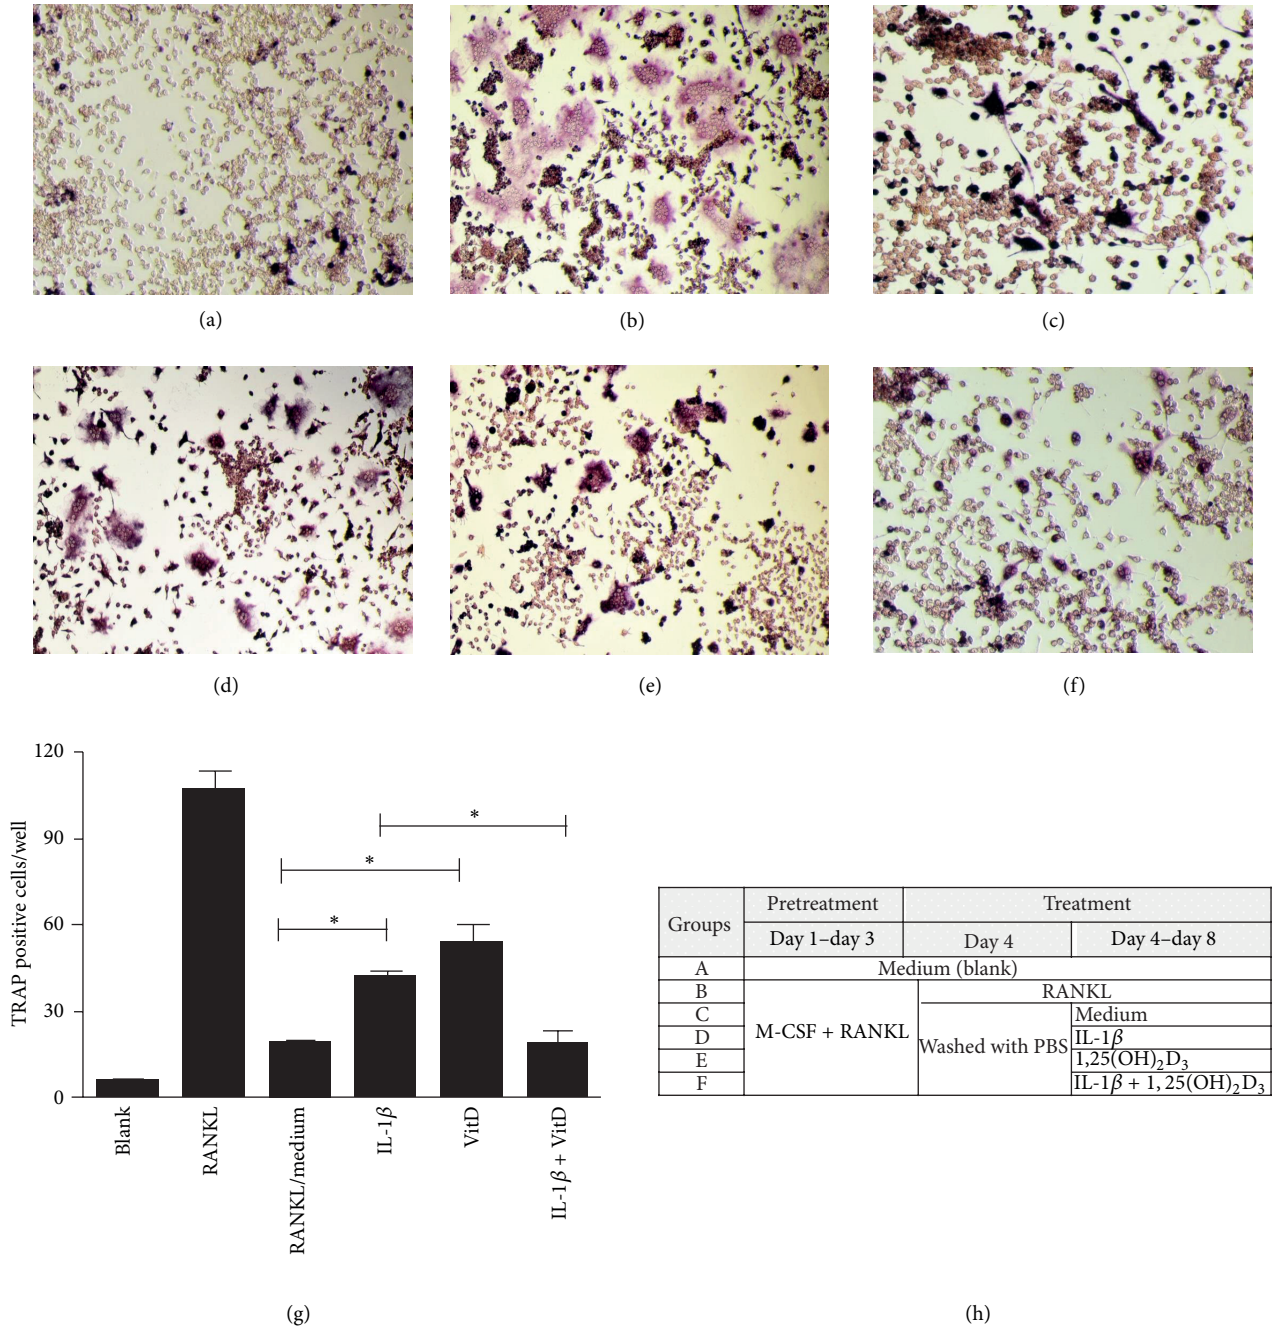 (a)
(b)
(c)
(d)
(e)
(f)
TRAP positive cells/well
120
90
60
30
0
*
*
*
Blank
RANKL
RANKL/medium
IL-1β
VitD
IL-1β + VitD
(g)
Groups
Pretreatment
Treatment
Day 1–day 3
Day 4
Day 4–day 8
A
Medium (blank)
B
RANKL
C
Medium
D
M-CSF + RANKL
Washed with PBS
IL-1β
E
1,25(OH)₂D₃
F
IL-1β + 1,25(OH)₂D₃
(h)